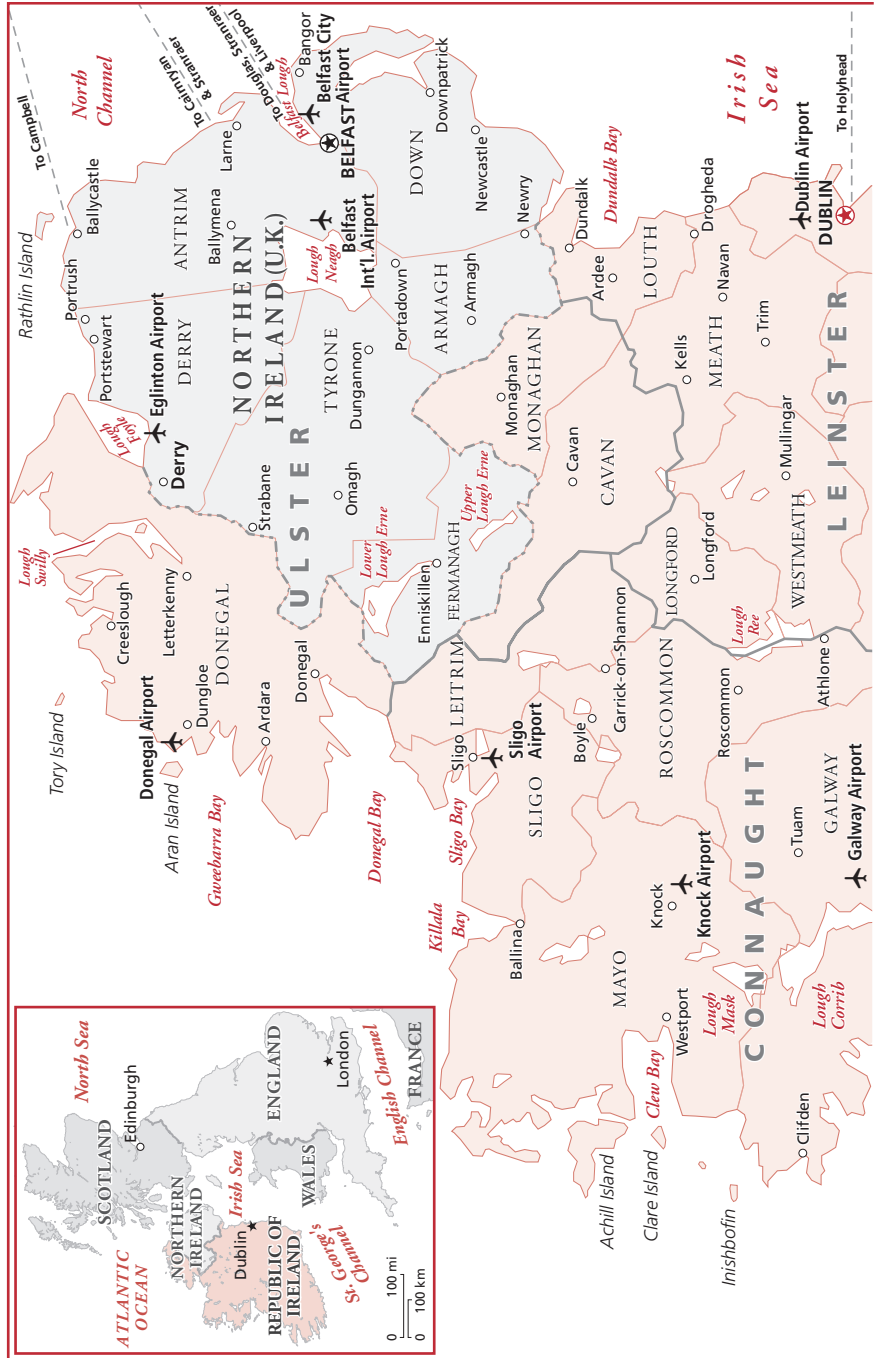 ATLANTIC
OCEAN
SCOTLAND
North Sea
Edinburgh
NORTHERN
IRELAND
Irish Sea
Dublin
REPUBLIC OF
IRELAND
ENGLAND
WALES
London
St. George's
Channel
English Channel
FRANCE
0
100 mi
0
100 km
Tory Island
Aran Island
Donegal Airport
Dungloe
Gweebarra Bay
Ardara
Creeslough
Letterkenny
DONEGAL
Donegal
Donegal Bay
Lough
Swilly
Rathlin Island
To Campbell
North
Channel
To Cairnryan
& Stranraer
To Douglas, Stranraer
& Liverpool
Portrush
Portstewart
Ballycastle
Lough
Foyle
Eglinton Airport
Derry
DERRY
ANTRIM
Ballymena
Larne
Belfast Lough
Bangor
Belfast City
Airport
BELFAST
NORTHERN
IRELAND (U.K.)
Lough
Neagh
Belfast
Int'l. Airport
Strabane
ULSTER
TYRONE
Omagh
Dungannon
Portadown
ARMAGH
Armagh
DOWN
Downpatrick
Newcastle
Newry
Lower
Lough Erne
Enniskillen
FERMANAGH
Upper
Lough Erne
Monaghan
MONAGHAN
Cavan
CAVAN
Dundalk
Dundalk Bay
Ardee
LOUTH
Drogheda
Irish
Sea
Killala
Bay
Sligo Bay
Sligo
Sligo
Airport
LEITRIM
SLIGO
Ballina
MAYO
Boyle
Carrick-on-Shannon
ROSCOMMON
Roscommon
LONGFORD
Longford
Lough
Ree
Athlone
Achill Island
Clare Island
Clew Bay
Westport
Knock
Knock Airport
Lough
Mask
CONNAUGHT
Inishbofin
Clifden
Lough
Corrib
Tuam
GALWAY
Galway Airport
Kells
MEATH
Navan
Trim
Mullingar
WESTMEATH
LEINSTER
Dublin Airport
DUBLIN
To Holyhead